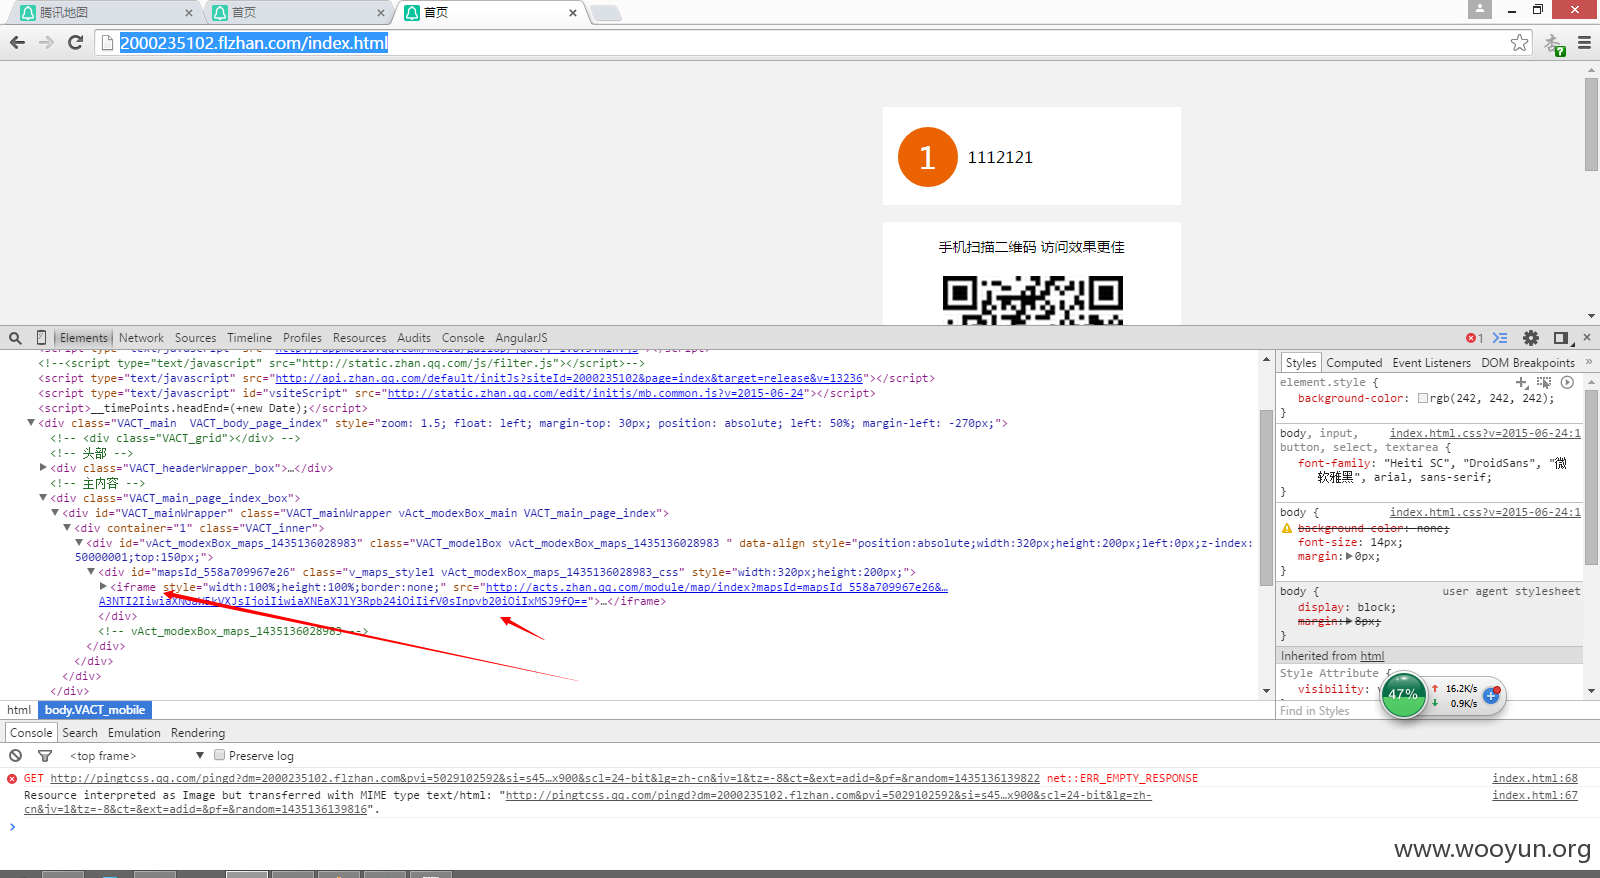 腾讯地图
首页
首页
2000235102.flzhan.com/index.html
1
1112121
手机扫描二维码 访问效果更佳
Elements Network Sources Timeline Profiles Resources Audits Console AngularJS
1
<!--<script type="text/javascript" src="http://static.zhan.qq.com/js/filter.js"></script>-->
<script type="text/javascript" src="http://api.zhan.qq.com/default/initJs?siteId=2000235102&page=index&target=release&v=13236"></script>
<script type="text/javascript" id="vsiteScript" src="http://static.zhan.qq.com/edit/initjs/mb.common.js?v=2015-06-24"></script>
<script>__timePoints.headEnd=(+new Date);</script>
<div class="VACT_main  VACT_body_page_index" style="zoom: 1.5; float: left; margin-top: 30px; position: absolute; left: 50%; margin-left: -270px;">
<!-- <div class="VACT_grid"></div> -->
<!-- 头部 -->
<div class="VACT_headerWrapper_box">…</div>
<!-- 主内容 -->
<div class="VACT_main_page_index_box">
<div id="VACT_mainWrapper" class="VACT_mainWrapper vAct_modexBox_main VACT_main_page_index">
<div container="1" class="VACT_inner">
<div id="vAct_modexBox_maps_1435136028983" class="VACT_modelBox vAct_modexBox_maps_1435136028983 " data-align style="position:absolute;width:320px;height:200px;left:0px;z-index:
50000001;top:150px;">
<div id="mapsId_558a709967e26" class="v_maps_style1 vAct_modexBox_maps_1435136028983_css" style="width:320px;height:200px;">
<iframe style="width:100%;height:100%;border:none;" src="http://acts.zhan.qq.com/module/map/index?mapsId=mapsId_558a709967e26&…
">…</iframe>
</div>
<!-- vAct_modexBox_maps_1435136028983 -->
</div>
</div>
</div>
</div>
html body.VACT_mobile
Styles Computed Event Listeners DOM Breakpoints »
element.style {
background-color: rgb(242, 242, 242);
}
body, input, index.html.css?v=2015-06-24:1
button, select, textarea {
font-family: "Heiti SC", "DroidSans", "微
软雅黑", arial, sans-serif;
}
body { index.html.css?v=2015-06-24:1
background-color: none;
font-size: 14px;
margin: 0px;
}
body { user agent stylesheet
display: block;
margin: 8px;
}
Inherited from html
Style Attribute {
visibility:
Find in Styles
47% 16.2K/s
0.9K/s
Console Search Emulation Rendering
<top frame> Preserve log
GET http://pingtcss.qq.com/pingd?dm=2000235102.flzhan.com&pvi=5029102592&si=s45…x900&scl=24-bit&lg=zh-cn&jv=1&tz=-8&ct=&ext=adid=&pf=&random=1435136139822 net::ERR_EMPTY_RESPONSE index.html:68
Resource interpreted as Image but transferred with MIME type text/html: "http://pingtcss.qq.com/pingd?dm=2000235102.flzhan.com&pvi=5029102592&si=s45…x900&scl=24-bit&lg=zh- index.html:67
cn&jv=1&tz=-8&ct=&ext=adid=&pf=&random=1435136139816".
www.wooyun.org